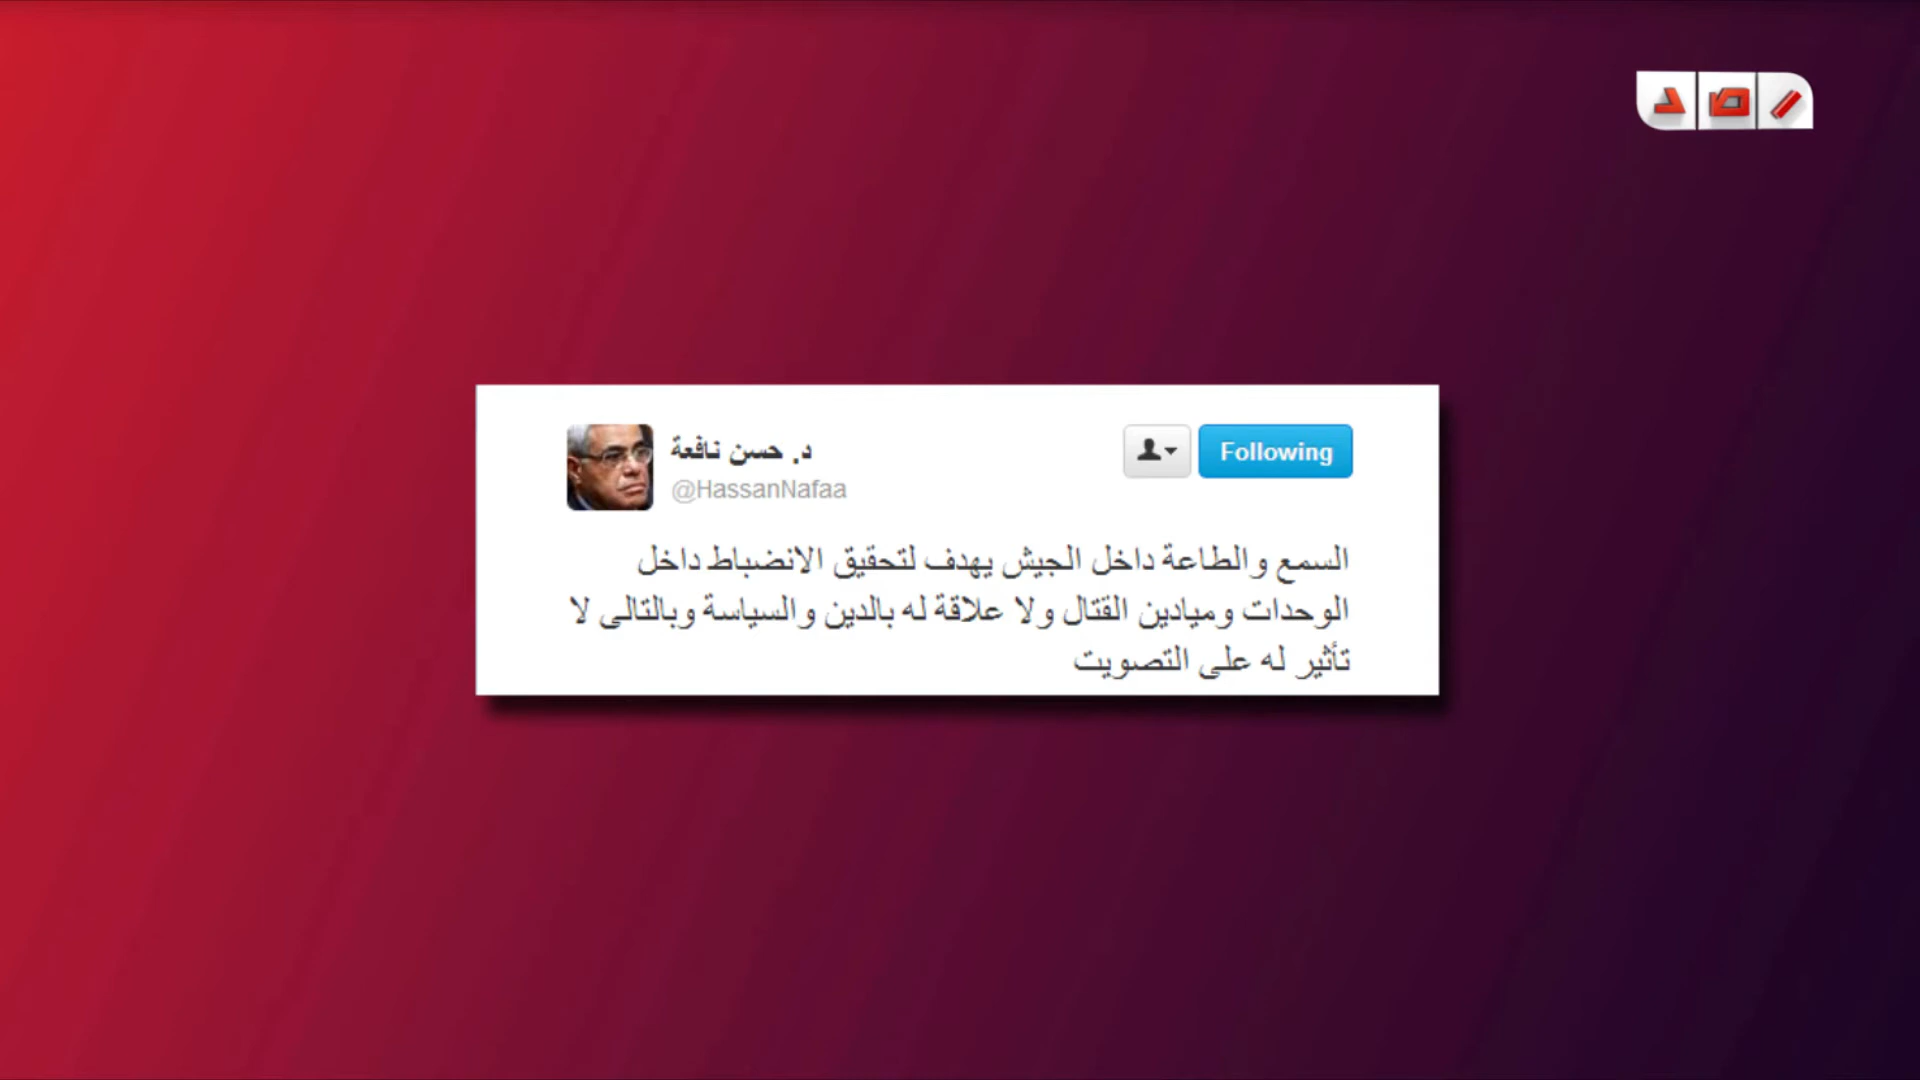 د. حسن نافعة
@HassanNafaa
Following
السمع والطاعة داخل الجيش يهدف لتحقيق الانضباط داخل
الوحدات وميادين القتال ولا علاقة له بالدين والسياسة وبالتالى لا
تأثير له على التصويت